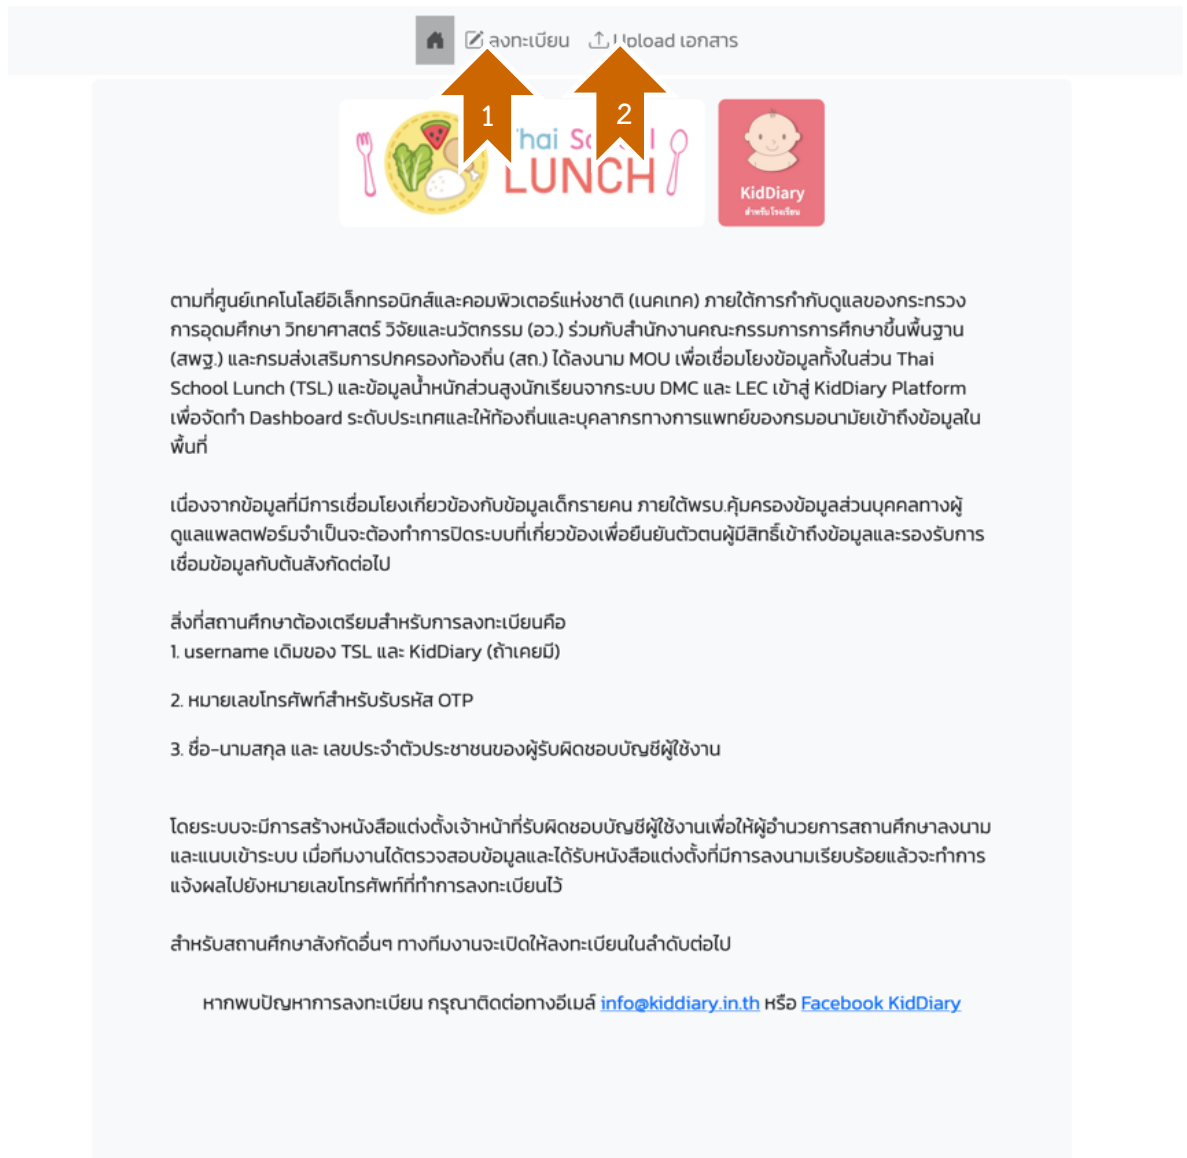 ลงทะเบียน Upload เอกสาร
1 2
Thai School
LUNCH
KidDiary
สำหรับโรงเรียน
ตามที่ศูนย์เทคโนโลยีอิเล็กทรอนิกส์และคอมพิวเตอร์แห่งชาติ (เนคเทค) ภายใต้การกำกับดูแลของกระทรวง
การอุดมศึกษา วิทยาศาสตร์ วิจัยและนวัตกรรม (อว.) ร่วมกับสำนักงานคณะกรรมการการศึกษาขึ้นพื้นฐาน
(สพฐ.) และกรมส่งเสริมการปกครองท้องถิ่น (สถ.) ได้ลงนาม MOU เพื่อเชื่อมโยงข้อมูลทั้งในส่วน Thai
School Lunch (TSL) และข้อมูลน้ำหนักส่วนสูงนักเรียนจากระบบ DMC และ LEC เข้าสู่ KidDiary Platform
เพื่อจัดทำ Dashboard ระดับประเทศและให้ท้องถิ่นและบุคลากรทางการแพทย์ของกรมอนามัยเข้าถึงข้อมูลใน
พื้นที่
เนื่องจากข้อมูลที่มีการเชื่อมโยงเกี่ยวข้องกับข้อมูลเด็กรายคน ภายใต้พรบ.คุ้มครองข้อมูลส่วนบุคคลทางผู้
ดูแลแพลตฟอร์มจำเป็นจะต้องทำการปิดระบบที่เกี่ยวข้องเพื่อยืนยันตัวตนผู้มีสิทธิ์เข้าถึงข้อมูลและรองรับการ
เชื่อมข้อมูลกับต้นสังกัดต่อไป
สิ่งที่สถานศึกษาต้องเตรียมสำหรับการลงทะเบียนคือ
1. username เดิมของ TSL และ KidDiary (ถ้าเคยมี)
2. หมายเลขโทรศัพท์สำหรับรับรหัส OTP
3. ชื่อ-นามสกุล และ เลขประจำตัวประชาชนของผู้รับผิดชอบบัญชีผู้ใช้งาน
โดยระบบจะมีการสร้างหนังสือแต่งตั้งเจ้าหน้าที่รับผิดชอบบัญชีผู้ใช้งานเพื่อให้ผู้อำนวยการสถานศึกษาลงนาม
และแนบเข้าระบบ เมื่อทีมงานได้ตรวจสอบข้อมูลและได้รับหนังสือแต่งตั้งที่มีการลงนามเรียบร้อยแล้วจะทำการ
แจ้งผลไปยังหมายเลขโทรศัพท์ที่ทำการลงทะเบียนไว้
สำหรับสถานศึกษาสังกัดอื่นๆ ทางทีมงานจะเปิดให้ลงทะเบียนในลำดับต่อไป
หากพบปัญหาการลงทะเบียน กรุณาติดต่อทางอีเมล์ info@kiddiary.in.th หรือ Facebook KidDiary